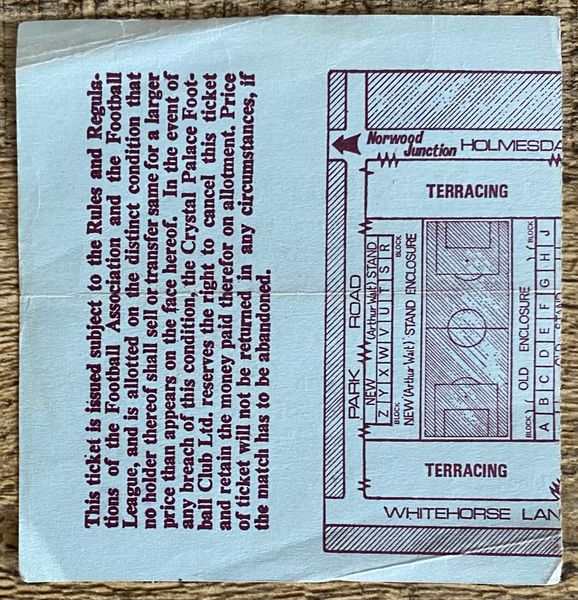 This ticket is issued subject to the Rules and Regula-
tions of the Football Association and the Football
League, and is allotted on the distinct condition that
no holder thereof shall sell or transfer same for a larger
price than appears on the face hereof. In the event of
any breach of this condition, the Crystal Palace Foot-
ball Club Ltd. reserves the right to cancel this ticket
and retain the money paid therefor on allotment. Price
of ticket will not be returned in any circumstances, if
the match has to be abandoned.
Norwood
Junction
HOLMESDA
TERRACING
PARK ROAD
NEW (Arthur Wait) STAND
Z Y X W V U T S R
BLOCK
BLOCK
NEW (Arthur Wait) STAND ENCLOSURE
OLD ENCLOSURE
BLOCK
BLOCK
A B C D E F G H J
TERRACING
WHITEHORSE LAN